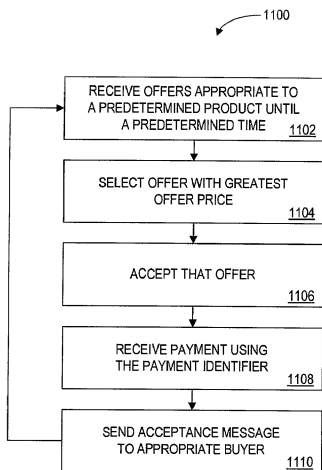 1100
RECEIVE OFFERS APPROPRIATE TO
A PREDETERMINED PRODUCT UNTIL
A PREDETERMINED TIME
1102
SELECT OFFER WITH GREATEST
OFFER PRICE
1104
ACCEPT THAT OFFER
1106
RECEIVE PAYMENT USING
THE PAYMENT IDENTIFIER
1108
SEND ACCEPTANCE MESSAGE
TO APPROPRIATE BUYER
1110